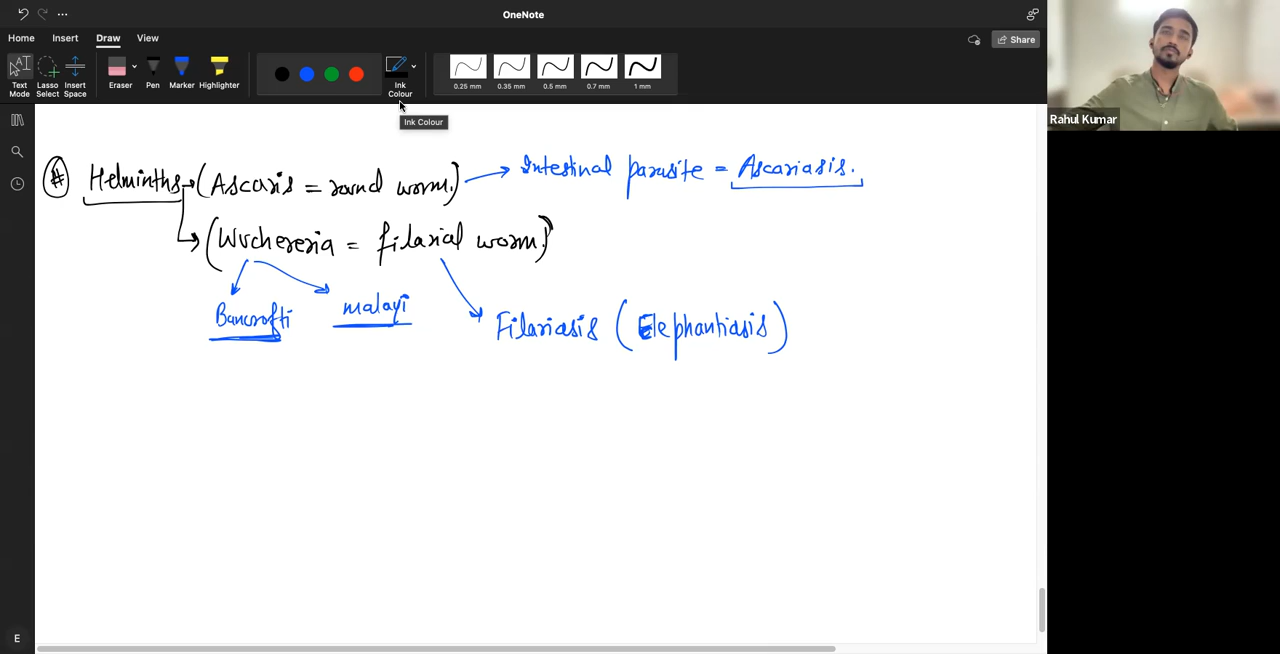 OneNote
Home Insert Draw View
Share
Text Mode
Lasso Select
Insert Space
Eraser
Pen
Marker
Highlighter
Ink Colour
0.25 mm
0.35 mm
0.5 mm
0.7 mm
1 mm
Ink Colour
Rahul Kumar
# Helminths → (Ascaris = round worm.) → Intestinal parasite = Ascariasis.
(Wuchereria = filarial worm.)
Bancrofti malayi
Filariasis (Elephantiasis)
E